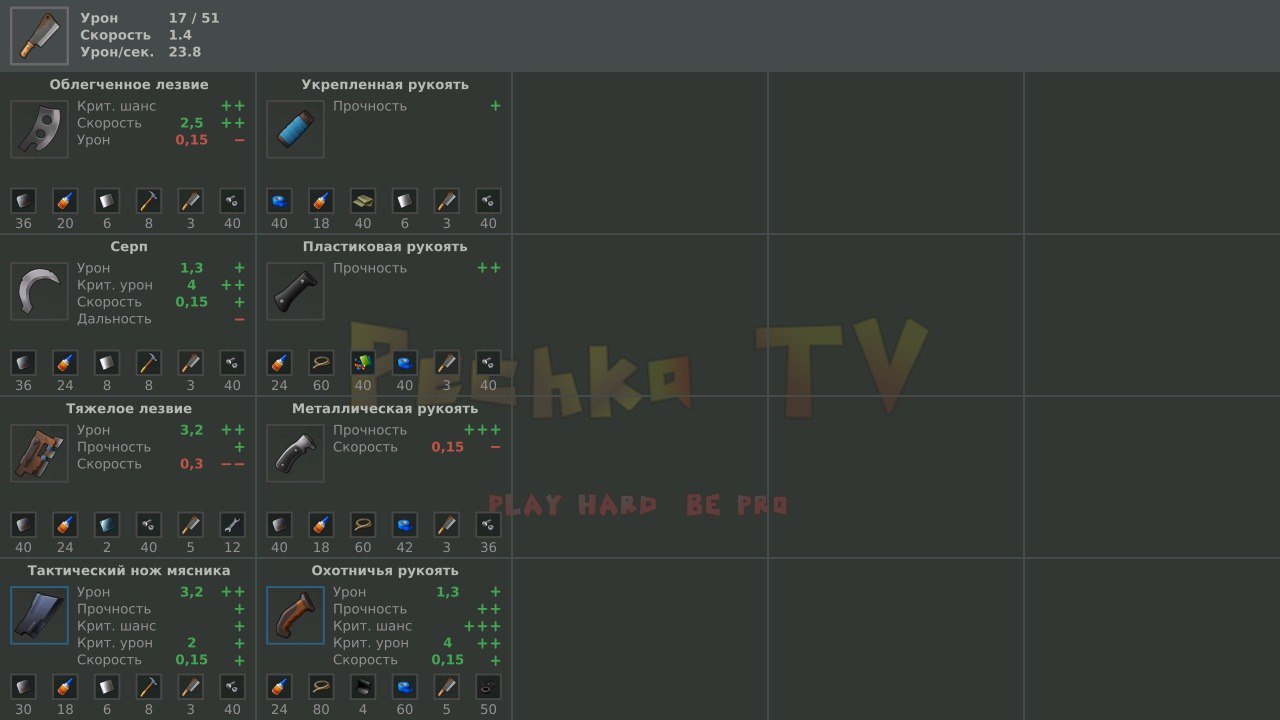 Урон 17 / 51
Скорость 1.4
Урон/сек. 23.8
Облегченное лезвие
Крит. шанс ++
Скорость 2,5 ++
Урон 0,15 −
36 20 6 8 3 40
Укрепленная рукоять
Прочность +
40 18 40 6 3 40
Серп
Урон 1,3 +
Крит. урон 4 ++
Скорость 0,15 +
Дальность −
36 24 8 8 3 40
Пластиковая рукоять
Прочность ++
24 60 40 40 3 40
Pechka TV
Тяжелое лезвие
Урон 3,2 ++
Прочность +
Скорость 0,3 −−
40 24 2 40 5 12
Металлическая рукоять
Прочность +++
Скорость 0,15 −
40 18 60 42 3 36
PLAY HARD BE PRO
Тактический нож мясника
Урон 3,2 ++
Прочность +
Крит. шанс +
Крит. урон 2 +
Скорость 0,15 +
30 18 6 8 3 40
Охотничья рукоять
Урон 1,3 +
Прочность ++
Крит. шанс +++
Крит. урон 4 ++
Скорость 0,15 +
24 80 4 60 5 50